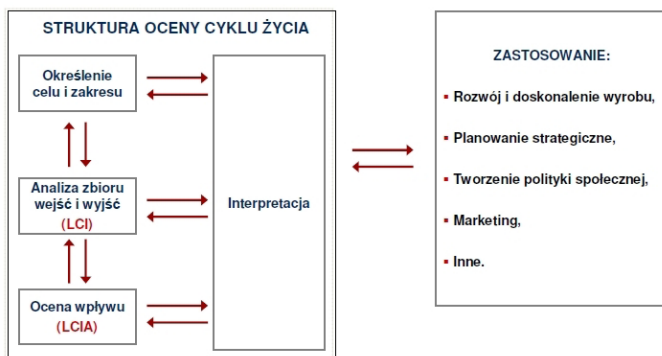 STRUKTURA OCENY CYKLU ŻYCIA
Określenie
celu i zakresu
Analiza zbioru
wejść i wyjść
(LCI)
Ocena wpływu
(LCIA)
Interpretacja
ZASTOSOWANIE:
▪ Rozwój i doskonalenie wyrobu,
▪ Planowanie strategiczne,
▪ Tworzenie polityki społecznej,
▪ Marketing,
▪ Inne.